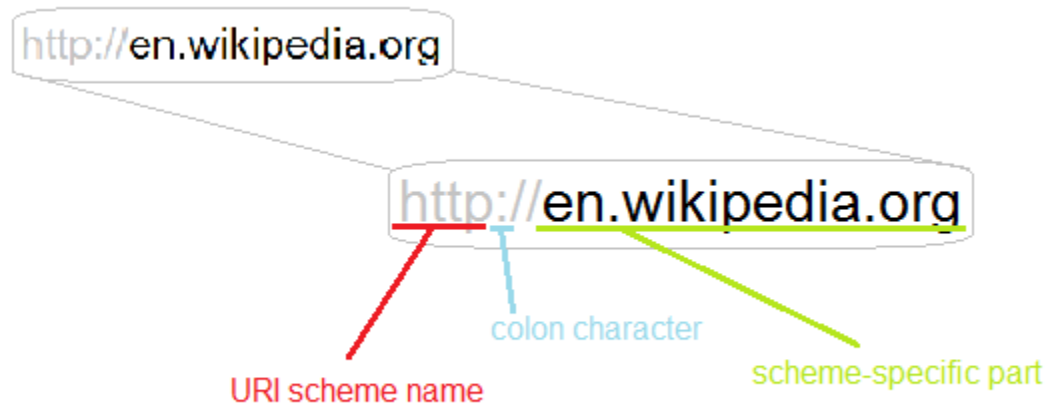 http://en.wikipedia.org
http://en.wikipedia.org
colon character
scheme-specific part
URI scheme name